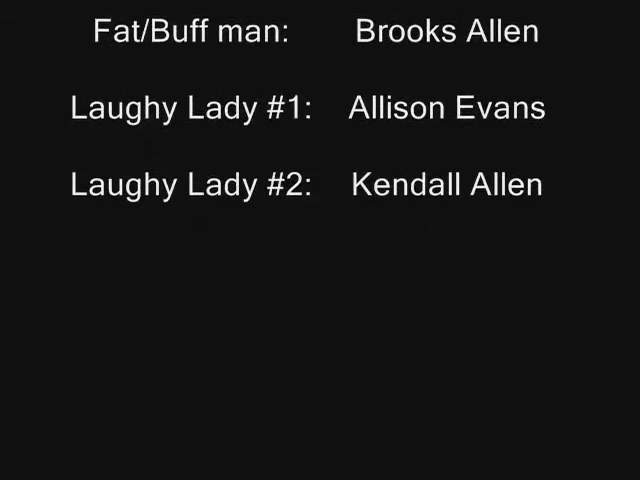 Fat/Buff man: Brooks Allen
Laughy Lady #1: Allison Evans
Laughy Lady #2: Kendall Allen